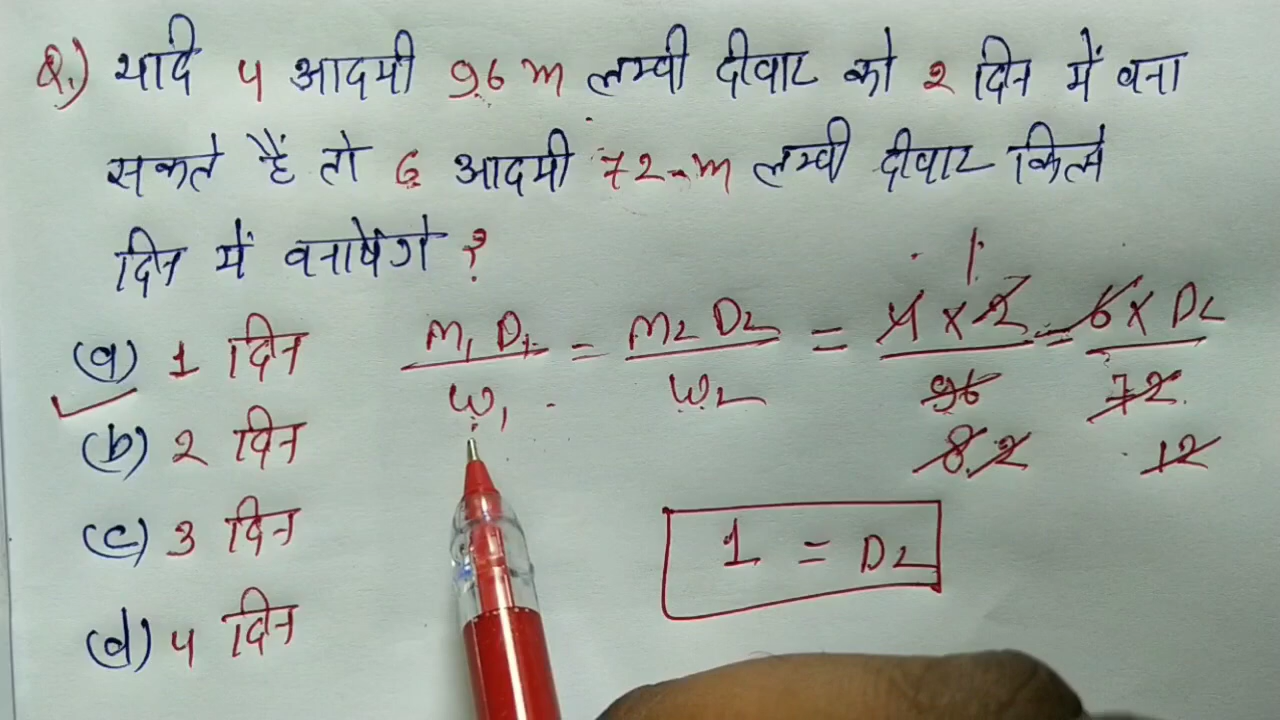 Q.) यदि 4 आदमी 96 m लम्बी दीवार को 2 दिन में बना
सकते हैं तो 6 आदमी 72 m लम्बी दीवार कितने
दिन में बनायेंगे ?
(a) 1 दिन
(b) 2 दिन
(c) 3 दिन
(d) 4 दिन
M₁ D₁ / W₁ = M₂ D₂ / W₂ = 4 × 2 / 96 = 6 × D₂ / 72
1
8 2 12
1 = D₂